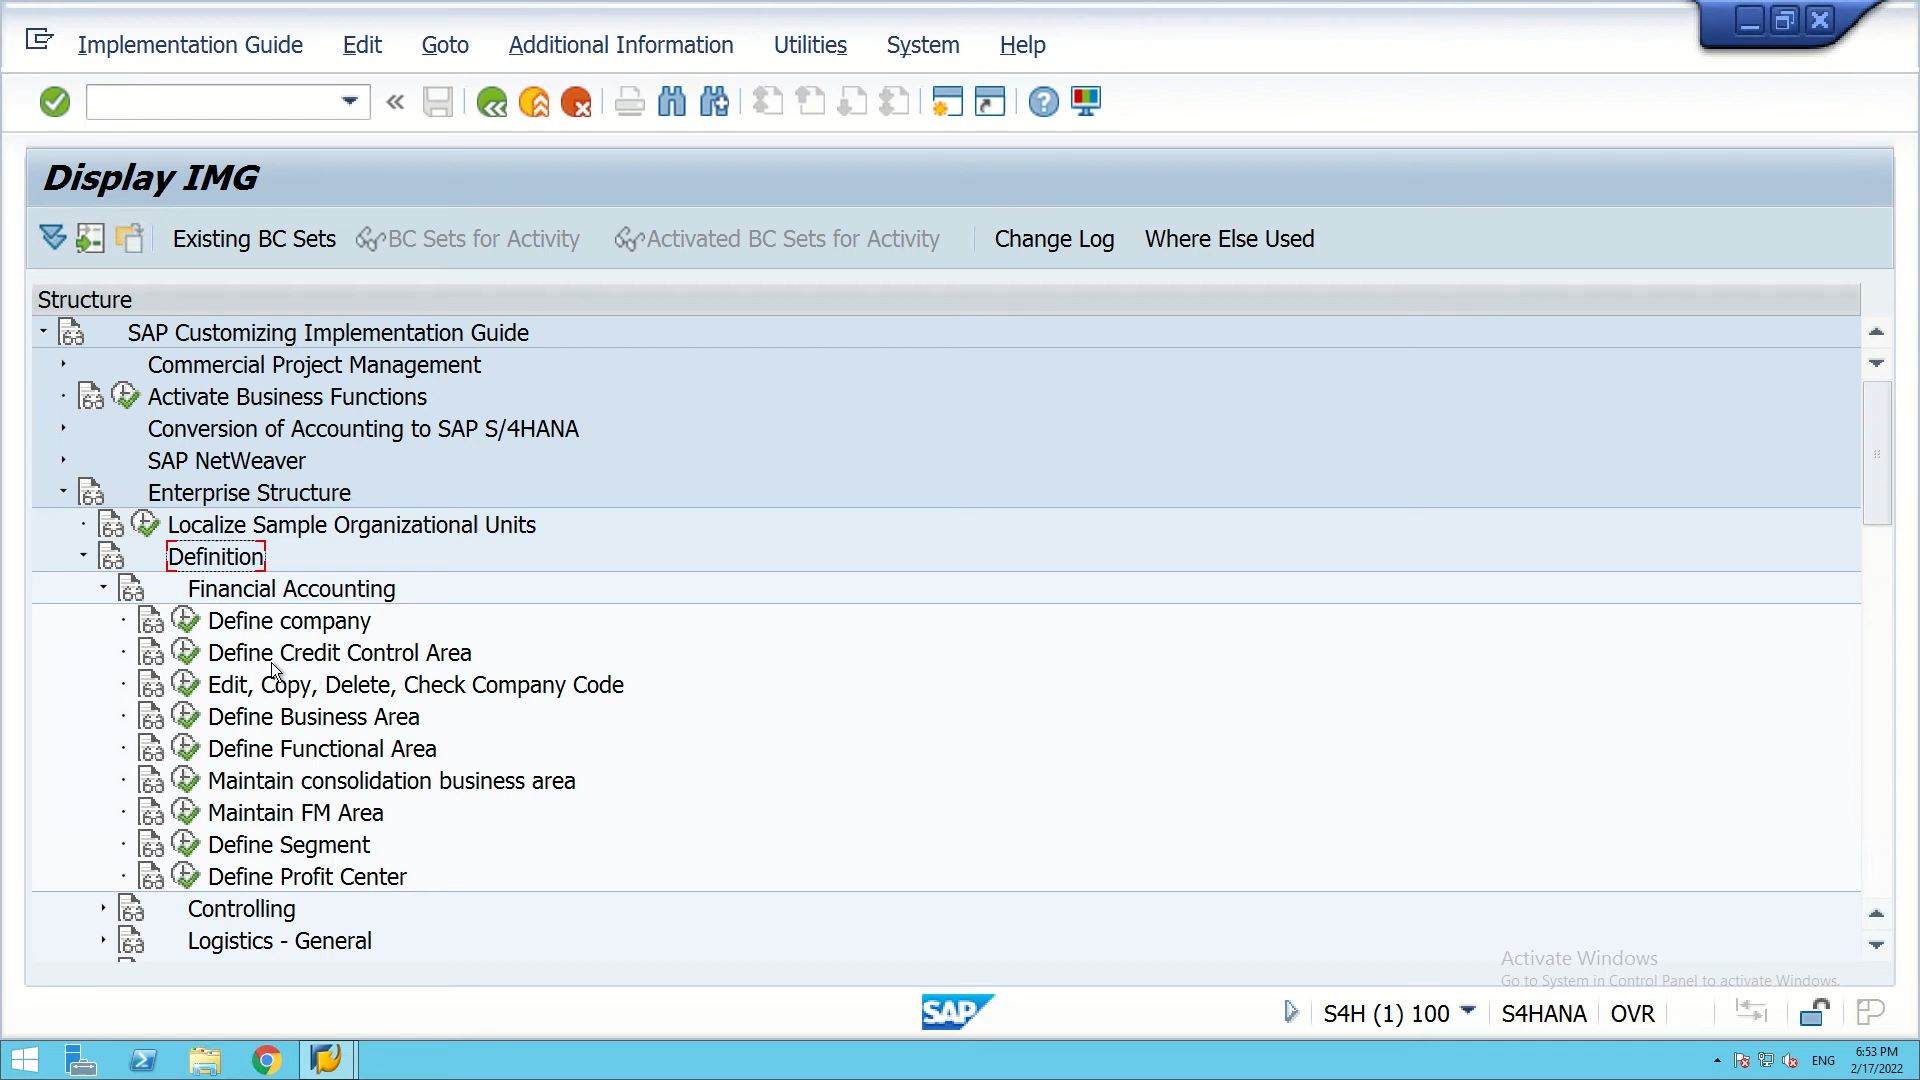 Implementation Guide Edit Goto Additional Information Utilities System Help
Display IMG
Existing BC Sets BC Sets for Activity Activated BC Sets for Activity Change Log Where Else Used
Structure
SAP Customizing Implementation Guide
Commercial Project Management
Activate Business Functions
Conversion of Accounting to SAP S/4HANA
SAP NetWeaver
Enterprise Structure
Localize Sample Organizational Units
Definition
Financial Accounting
Define company
Define Credit Control Area
Edit, Copy, Delete, Check Company Code
Define Business Area
Define Functional Area
Maintain consolidation business area
Maintain FM Area
Define Segment
Define Profit Center
Controlling
Logistics - General
Activate Windows
Go to System in Control Panel to activate Windows.
SAP S4H (1) 100 S4HANA OVR
ENG 6:53 PM
2/17/2022